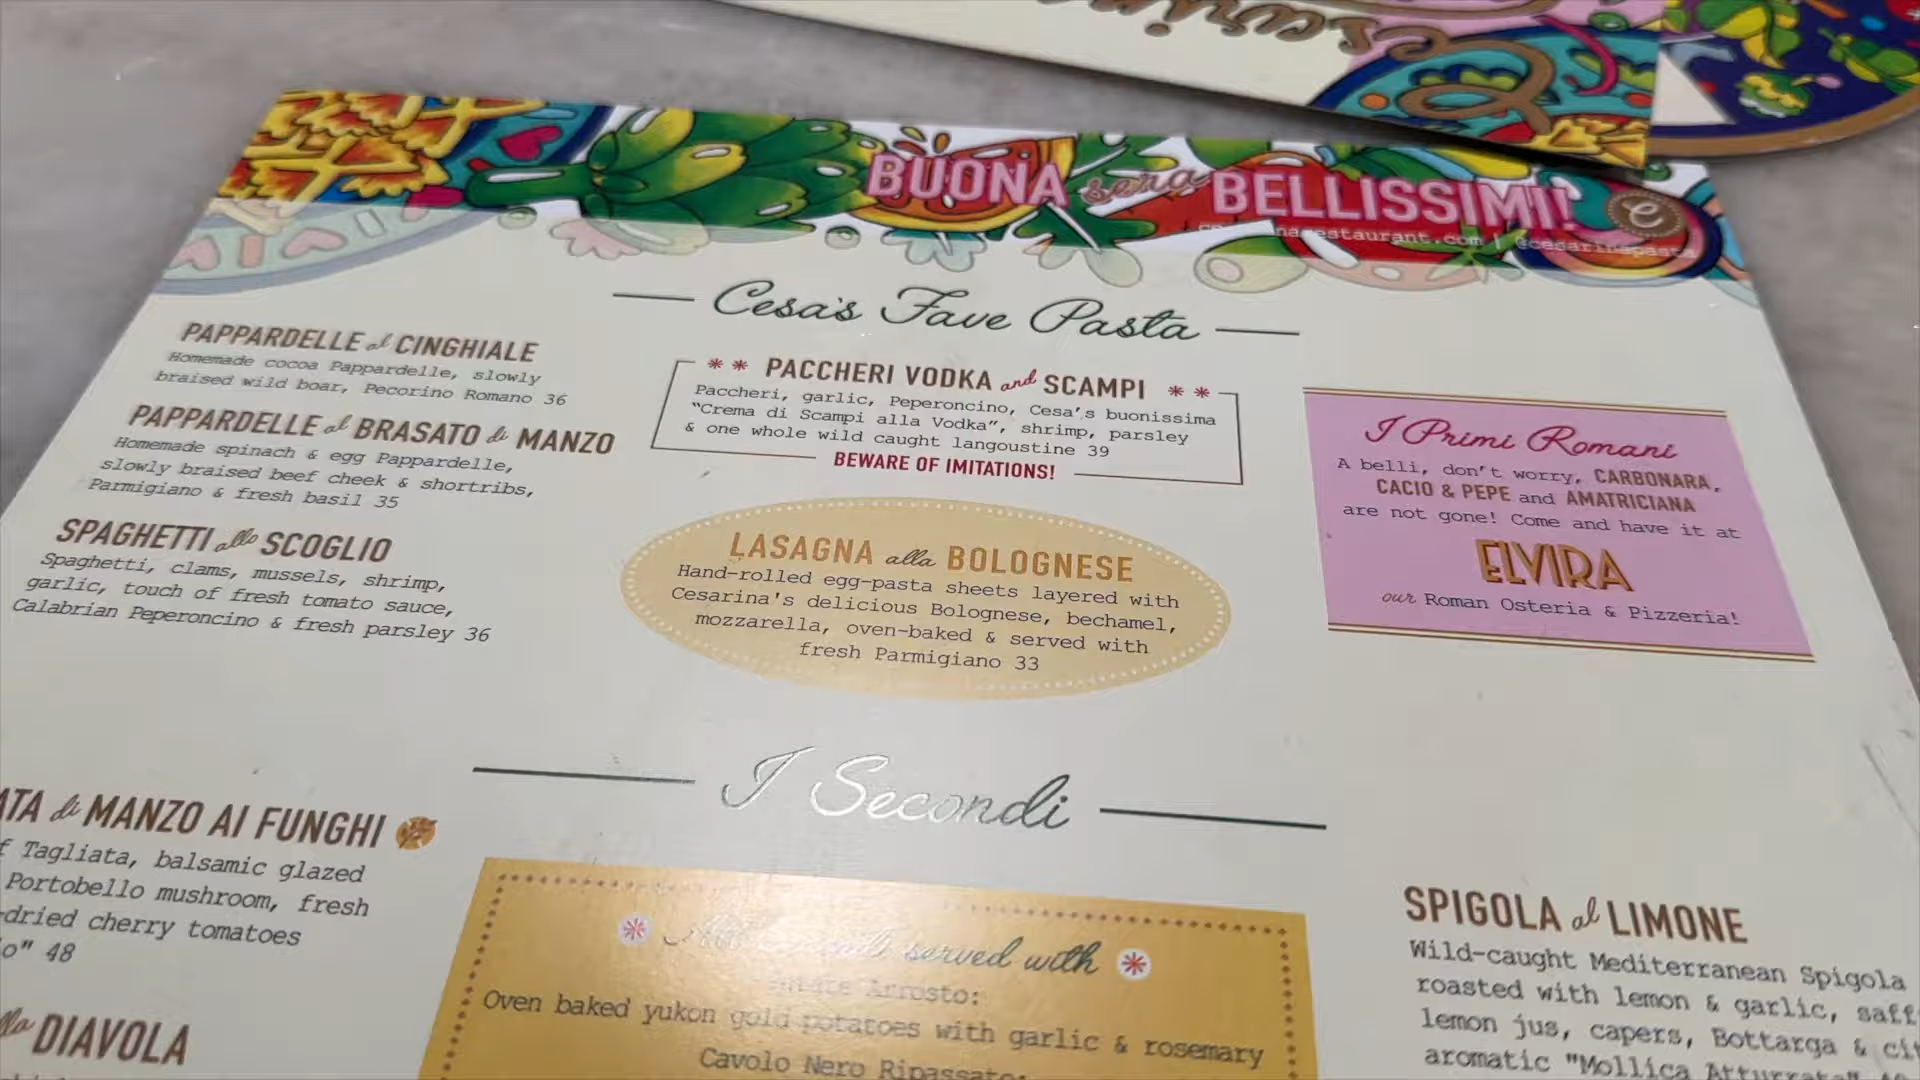 BUONA sera BELLISSIMI!
Cesa's Fave Pasta
PAPPARDELLE al CINGHIALE
Homemade cocoa Pappardelle, slowly
braised wild boar, Pecorino Romano 36
PAPPARDELLE al BRASATO di MANZO
Homemade spinach & egg Pappardelle,
slowly braised beef cheek & shortribs,
Parmigiano & fresh basil 35
SPAGHETTI allo SCOGLIO
Spaghetti, clams, mussels, shrimp,
garlic, touch of fresh tomato sauce,
Calabrian Peperoncino & fresh parsley 36
** PACCHERI VODKA and SCAMPI **
Paccheri, garlic, Peperoncino, Cesa's buonissima
"Crema di Scampi alla Vodka", shrimp, parsley
& one whole wild caught langoustine 39
BEWARE OF IMITATIONS!
LASAGNA alla BOLOGNESE
Hand-rolled egg-pasta sheets layered with
Cesarina's delicious Bolognese, bechamel,
mozzarella, oven-baked & served with
fresh Parmigiano 33
I Primi Romani
A belli, don't worry, CARBONARA,
CACIO & PEPE and AMATRICIANA
are not gone! Come and have it at
ELVIRA
our Roman Osteria & Pizzeria!
I Secondi
di MANZO AI FUNGHI
Tagliata, balsamic glazed
Portobello mushroom, fresh
-dried cherry tomatoes
48
DIAVOLA
served with
Arrosto:
Oven baked yukon gold potatoes with garlic & rosemary
Cavolo Nero Ripassato:
SPIGOLA al LIMONE
Wild-caught Mediterranean Spigola
roasted with lemon & garlic,
lemon jus, capers, Bottarga &
aromatic "Mollica